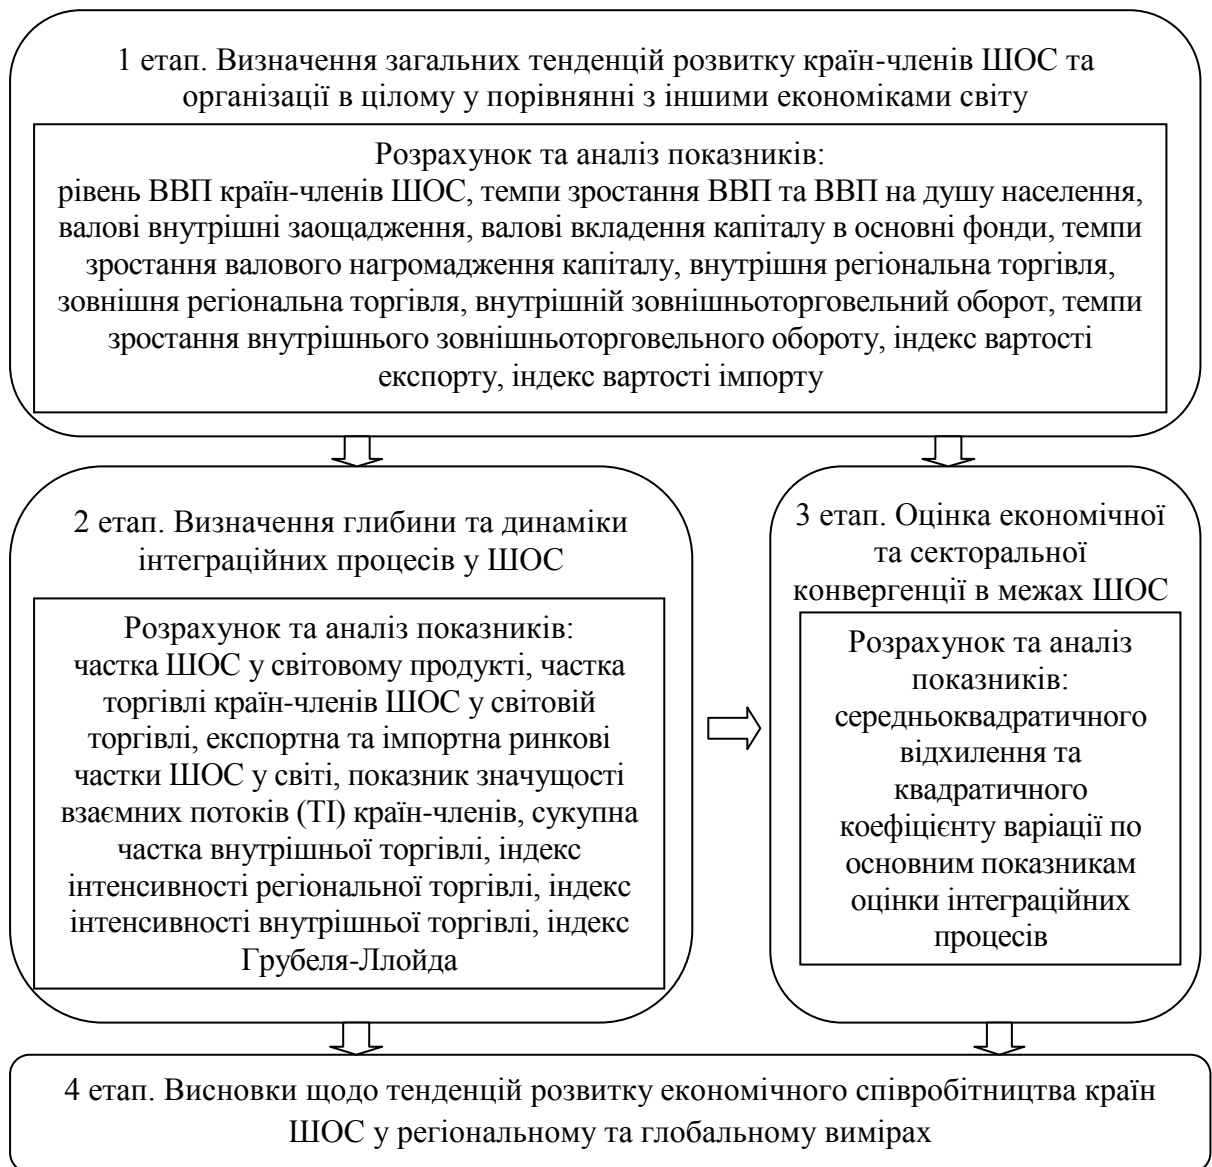 1 етап. Визначення загальних тенденцій розвитку країн-членів ШОС та
організації в цілому у порівнянні з іншими економіками світу
Розрахунок та аналіз показників:
рівень ВВП країн-членів ШОС, темпи зростання ВВП та ВВП на душу населення,
валові внутрішні заощадження, валові вкладення капіталу в основні фонди, темпи
зростання валового нагромадження капіталу, внутрішня регіональна торгівля,
зовнішня регіональна торгівля, внутрішній зовнішньоторговельний оборот, темпи
зростання внутрішнього зовнішньоторговельного обороту, індекс вартості
експорту, індекс вартості імпорту
2 етап. Визначення глибини та динаміки
інтеграційних процесів у ШОС
Розрахунок та аналіз показників:
частка ШОС у світовому продукті, частка
торгівлі країн-членів ШОС у світовій
торгівлі, експортна та імпортна ринкові
частки ШОС у світі, показник значущості
взаємних потоків (TI) країн-членів, сукупна
частка внутрішньої торгівлі, індекс
інтенсивності регіональної торгівлі, індекс
інтенсивності внутрішньої торгівлі, індекс
Грубеля-Ллойда
3 етап. Оцінка економічної
та секторальної
конвергенції в межах ШОС
Розрахунок та аналіз
показників:
середньоквадратичного
відхилення та
квадратичного
коефіцієнту варіації по
основним показникам
оцінки інтеграційних
процесів
4 етап. Висновки щодо тенденцій розвитку економічного співробітництва країн
ШОС у регіональному та глобальному вимірах